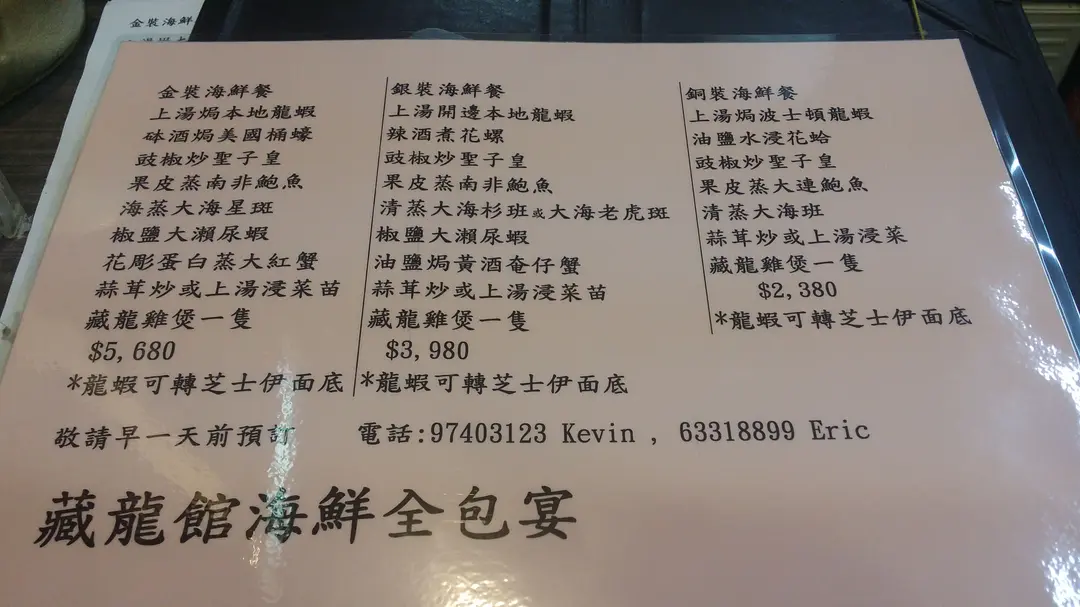 金裝海鮮
金裝海鮮餐
上湯焗本地龍蝦
砵酒焗美國桶蠔
豉椒炒聖子皇
果皮蒸南非鮑魚
海蒸大海星斑
椒鹽大瀨尿蝦
花彫蛋白蒸大紅蟹
蒜茸炒或上湯浸菜苗
藏龍雞煲一隻
$5,680
*龍蝦可轉芝士伊面底
銀裝海鮮餐
上湯開邊本地龍蝦
辣酒煮花螺
豉椒炒聖子皇
果皮蒸南非鮑魚
清蒸大海杉班或大海老虎斑
椒鹽大瀨尿蝦
油鹽焗黃酒奄仔蟹
蒜茸炒或上湯浸菜苗
藏龍雞煲一隻
$3,980
*龍蝦可轉芝士伊面底
銅裝海鮮餐
上湯焗波士頓龍蝦
油鹽水浸花蛤
豉椒炒聖子皇
果皮蒸大連鮑魚
清蒸大海班
蒜茸炒或上湯浸菜
藏龍雞煲一隻
$2,380
*龍蝦可轉芝士伊面底
敬請早一天前預訂
電話:97403123 Kevin , 63318899 Eric
藏龍館海鮮全包宴